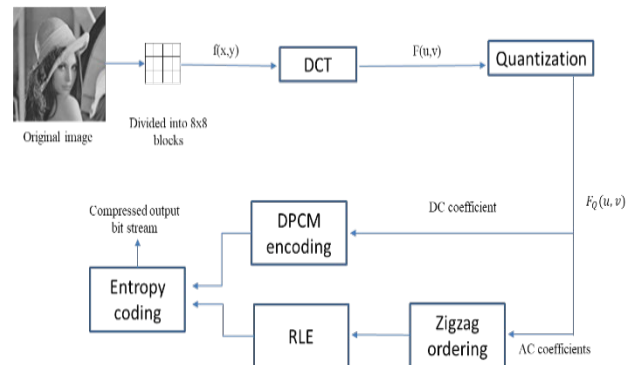 f(x,y)
DCT
F(u,v)
Quantization
Original image
Divided into 8x8
blocks
F_Q(u, v)
DC coefficient
DPCM
encoding
Compressed output
bit stream
Entropy
coding
RLE
Zigzag
ordering
AC coefficients